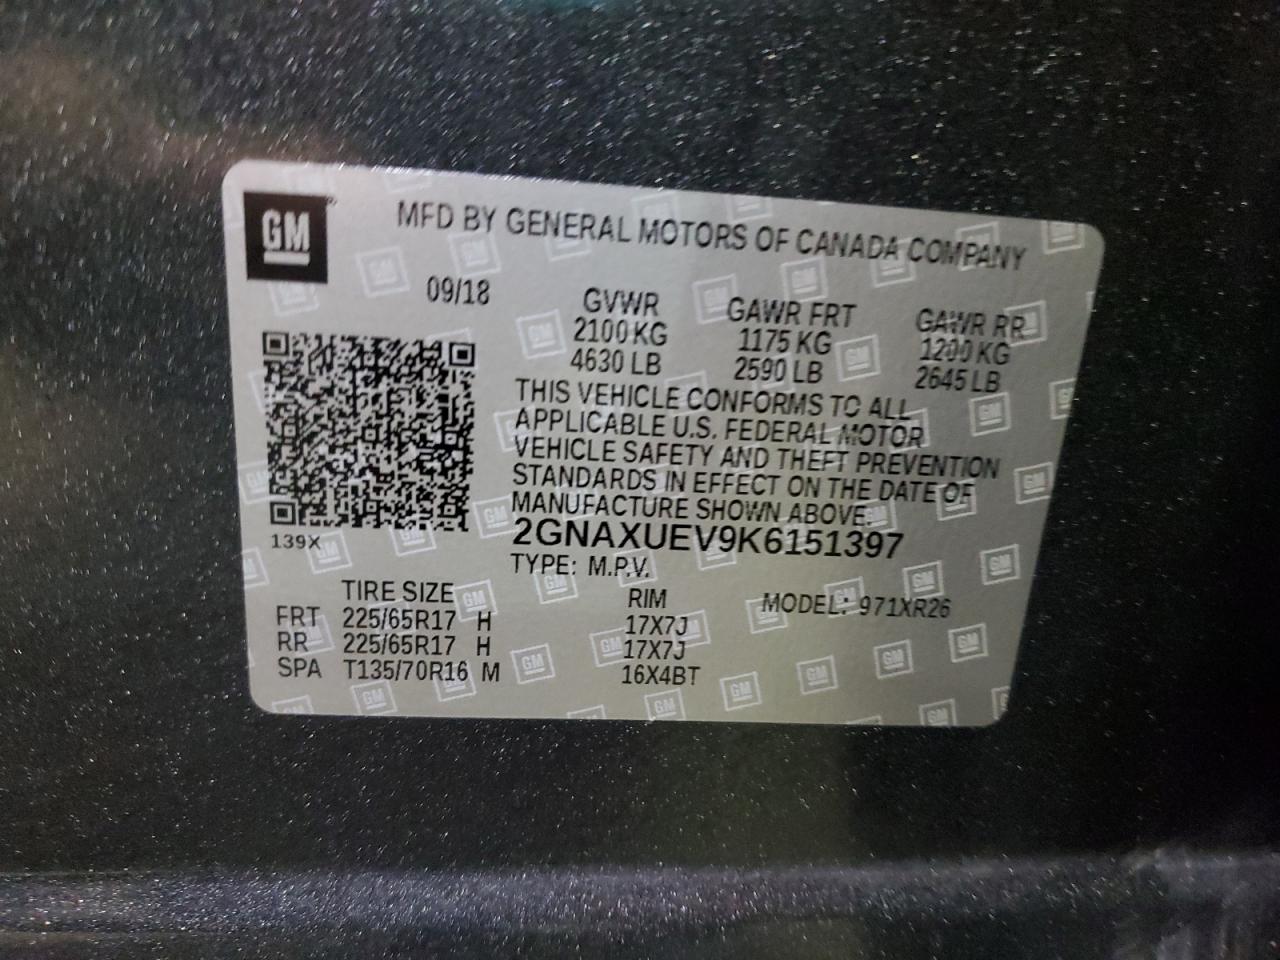 GM
MFD BY GENERAL MOTORS OF CANADA COMPANY
09/18
GVWR GAWR FRT GAWR RR
2100KG 1175 KG 1200 KG
4630 LB 2590 LB 2645 LB
THIS VEHICLE CONFORMS TO ALL
APPLICABLE U.S. FEDERAL MOTOR
VEHICLE SAFETY AND THEFT PREVENTION
STANDARDS IN EFFECT ON THE DATE OF
MANUFACTURE SHOWN ABOVE.
139X
2GNAXUEV9K6151397
TYPE: M.P.V.
TIRE SIZE RIM MODEL: 971XR26
FRT 225/65R17 H 17X7J
RR 225/65R17 H 17X7J
SPA T135/70R16 M 16X4BT